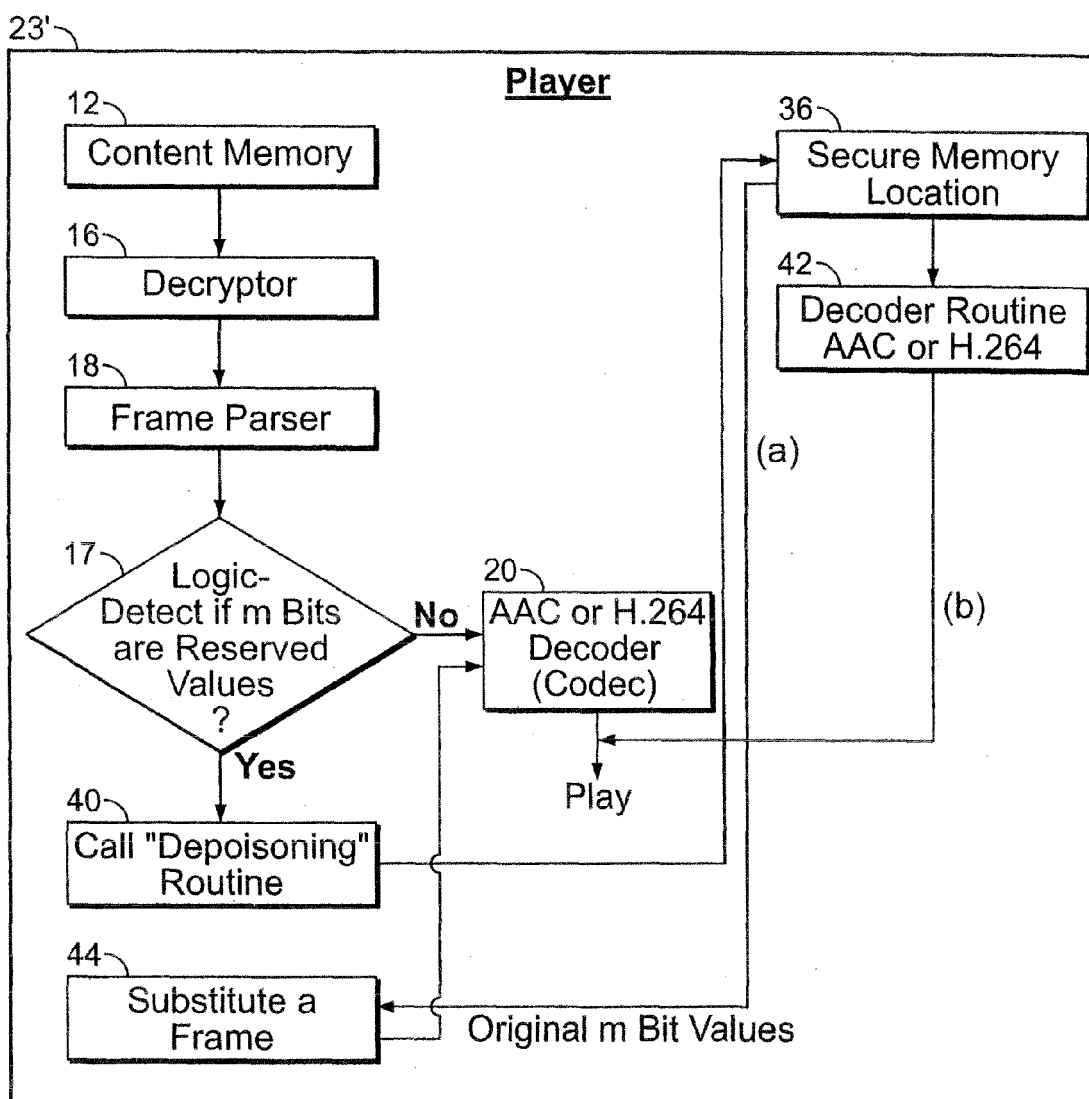 23'
Player
12
Content Memory
16
Decryptor
18
Frame Parser
17
Logic-
Detect if m Bits
are Reserved
Values
?
No
Yes
20
AAC or H.264
Decoder
(Codec)
Play
40
Call "Depoisoning"
Routine
44
Substitute a
Frame
Original m Bit Values
36
Secure Memory
Location
42
Decoder Routine
AAC or H.264
(a)
(b)